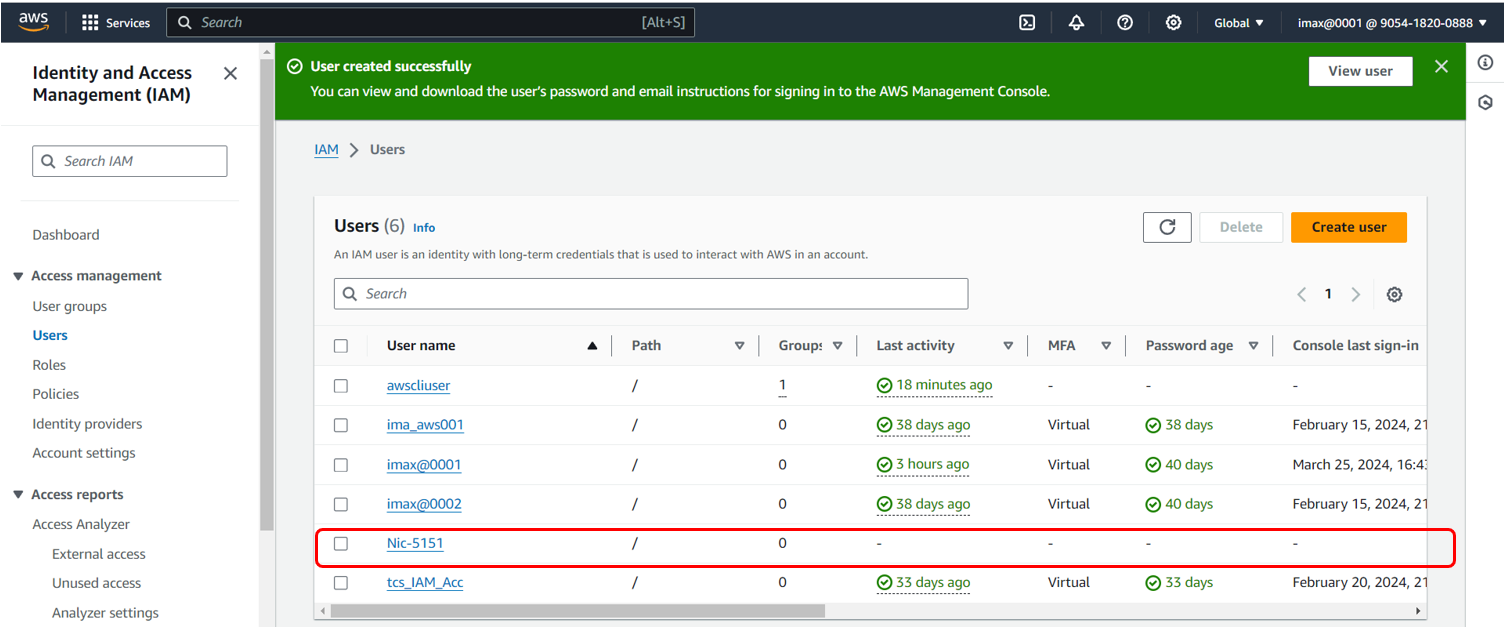 aws Services Search [Alt+S] Global ▼ imax@0001 @ 9054-1820-0888 ▼
Identity and Access
Management (IAM)
Search IAM
Dashboard
Access management
User groups
Users
Roles
Policies
Identity providers
Account settings
Access reports
Access Analyzer
External access
Unused access
Analyzer settings
User created successfully
You can view and download the user's password and email instructions for signing in to the AWS Management Console.
View user
IAM > Users
Users (6) Info
An IAM user is an identity with long-term credentials that is used to interact with AWS in an account.
Delete
Create user
Search
1
User name Path Groups Last activity MFA Password age Console last sign-in
awscliuser / 1 18 minutes ago - - -
ima_aws001 / 0 38 days ago Virtual 38 days February 15, 2024, 21
imax@0001 / 0 3 hours ago Virtual 40 days March 25, 2024, 16:43
imax@0002 / 0 38 days ago Virtual 40 days February 15, 2024, 21
Nic-5151 / 0 - - - -
tcs_IAM_Acc / 0 33 days ago Virtual 33 days February 20, 2024, 21